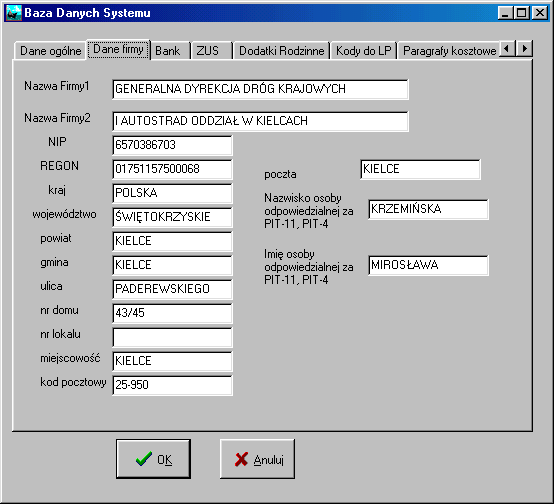 Baza Danych Systemu
Dane ogólne Dane firmy Bank ZUS Dodatki Rodzinne Kody do LP Paragrafy kosztowe
Nazwa Firmy1 GENERALNA DYREKCJA DRÓG KRAJOWYCH
Nazwa Firmy2 I AUTOSTRAD ODDZIAŁ W KIELCACH
NIP 6570386703
REGON 01751157500068
poczta KIELCE
kraj POLSKA
Nazwisko osoby
odpowiedzialnej za
PIT-11, PIT-4
KRZEMIŃSKA
województwo ŚWIĘTOKRZYSKIE
powiat KIELCE
gmina KIELCE
Imię osoby
odpowiedzialnej za
PIT-11, PIT-4
MIROSŁAWA
ulica PADEREWSKIEGO
nr domu 43/45
nr lokalu
miejscowość KIELCE
kod pocztowy 25-950
OK Anuluj